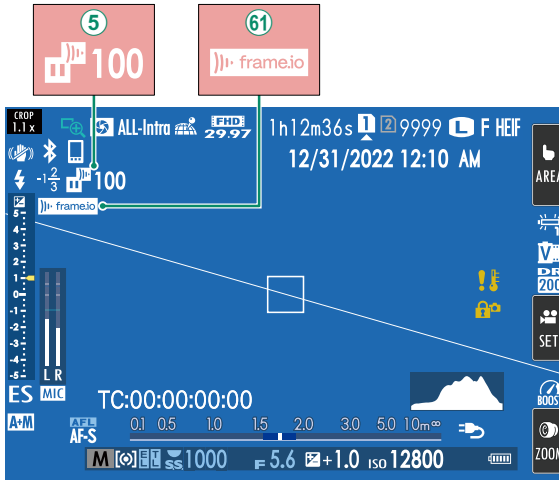 5
61
100
frame.io
CROP
1.1 x
ALL-Intra
FHD
29.97
1h12m36s 1 2 9999 L F HEIF
12/31/2022 12:10 AM
-1 2/3
100
frame.io
AREA
5
4
3
2
1
0
-1
-2
-3
-4
-5
L R
ES MIC
SET
TC:00:00:00:00
BOOST
A+M
AFL
AF-S
0.1 0.5 1.0 1.5 2.0 3.0 5.0 10m∞
M SS 1000 F 5.6 +1.0 ISO 12800
ZOOM